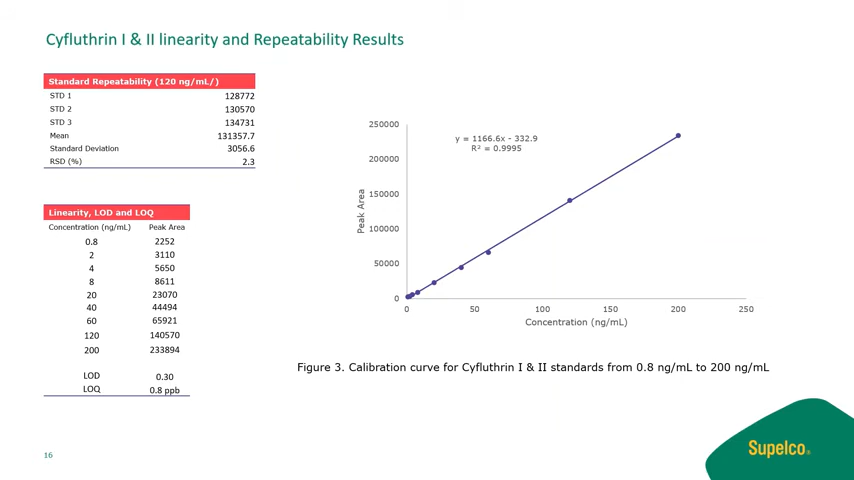 Cyfluthrin I & II linearity and Repeatability Results
Standard Repeatability (120 ng/mL/)
STD 1 128772
STD 2 130570
STD 3 134731
Mean 131357.7
Standard Deviation 3056.6
RSD (%) 2.3
Linearity, LOD and LOQ
Concentration (ng/mL) Peak Area
0.8 2252
2 3110
4 5650
8 8611
20 23070
40 44494
60 65921
120 140570
200 233894
LOD 0.30
LOQ 0.8 ppb
y = 1166.6x - 332.9
R² = 0.9995
250000
200000
150000
100000
50000
0
Peak Area
0 50 100 150 200 250
Concentration (ng/mL)
Figure 3. Calibration curve for Cyfluthrin I & II standards from 0.8 ng/mL to 200 ng/mL
16
Supelco®